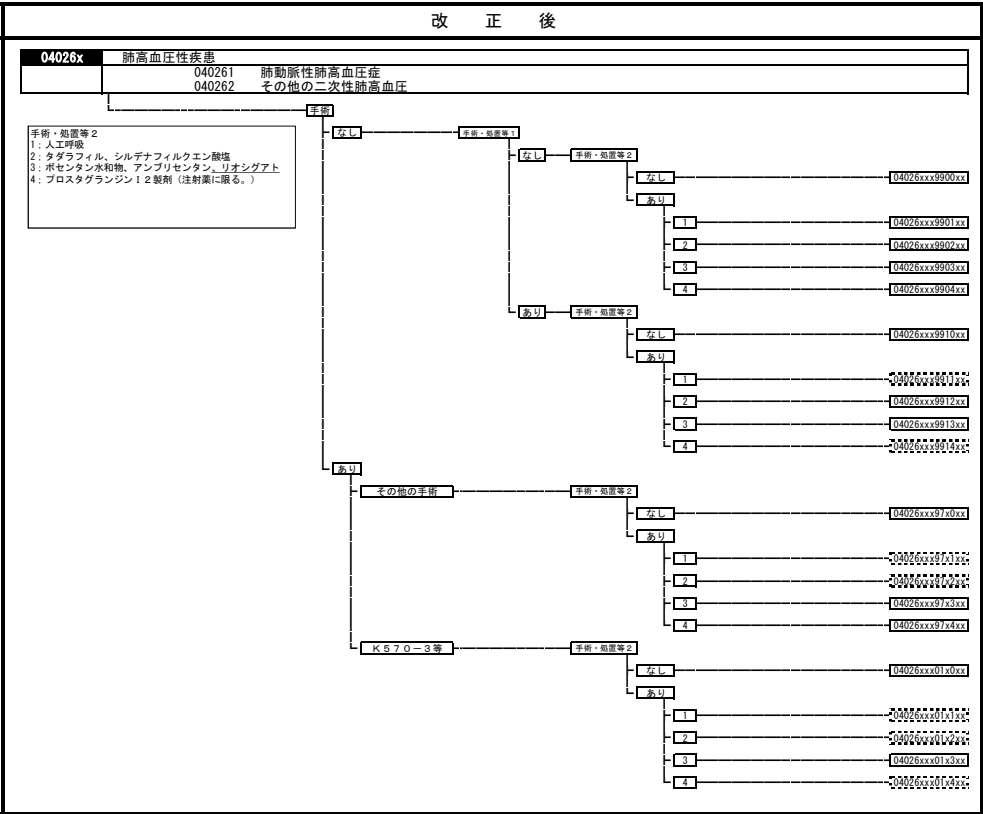 改 正 後
04026x 肺高血圧性疾患
040261 肺動脈性肺高血圧症
040262 その他の二次性肺高血圧
手術
手術・処置等２
1；人工呼吸
2；タダラフィル、シルデナフィルクエン酸塩
3；ボセンタン水和物、アンブリセンタン、リオシグアト
4；プロスタグランジンＩ２製剤（注射薬に限る。）
なし 手術・処置等１
なし 手術・処置等２
なし 04026xxx9900xx
あり
1 04026xxx9901xx
2 04026xxx9902xx
3 04026xxx9903xx
4 04026xxx9904xx
あり 手術・処置等２
なし 04026xxx9910xx
あり
1 04026xxx9911xx
2 04026xxx9912xx
3 04026xxx9913xx
4 04026xxx9914xx
あり
その他の手術 手術・処置等２
なし 04026xxx97x0xx
あり
1 04026xxx97x1xx
2 04026xxx97x2xx
3 04026xxx97x3xx
4 04026xxx97x4xx
Ｋ５７０－３等 手術・処置等２
なし 04026xxx01x0xx
あり
1 04026xxx01x1xx
2 04026xxx01x2xx
3 04026xxx01x3xx
4 04026xxx01x4xx